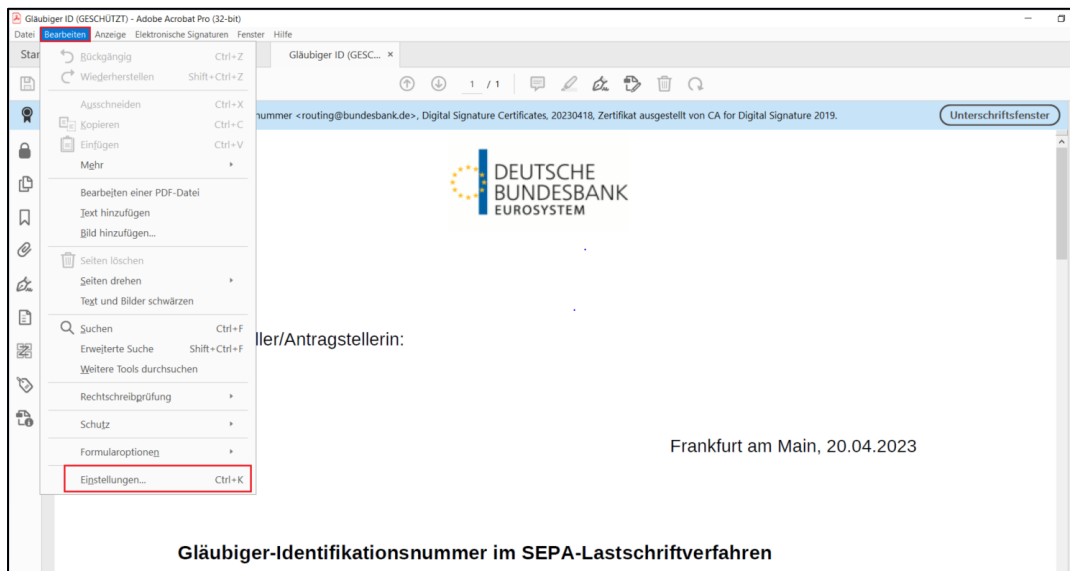 Gläubiger ID (GESCHÜTZT) - Adobe Acrobat Pro (32-bit)
Datei Bearbeiten Anzeige Elektronische Signaturen Fenster Hilfe
Star
Gläubiger ID (GESC... ×
Rückgängig Ctrl+Z
Wiederherstellen Shift+Ctrl+Z
1 / 1
Ausschneiden Ctrl+X
nummer <routing@bundesbank.de>, Digital Signature Certificates, 20230418, Zertifikat ausgestellt von CA for Digital Signature 2019.
Unterschriftsfenster
Kopieren Ctrl+C
Einfügen Ctrl+V
Mehr
Bearbeiten einer PDF-Datei
Text hinzufügen
Bild hinzufügen...
Seiten löschen
Seiten drehen
Text und Bilder schwärzen
Suchen Ctrl+F
Erweiterte Suche Shift+Ctrl+F
Weitere Tools durchsuchen
Rechtschreibprüfung
Schutz
Formularoptionen
Einstellungen... Ctrl+K
DEUTSCHE
BUNDESBANK
EUROSYSTEM
ller/Antragstellerin:
Frankfurt am Main, 20.04.2023
Gläubiger-Identifikationsnummer im SEPA-Lastschriftverfahren